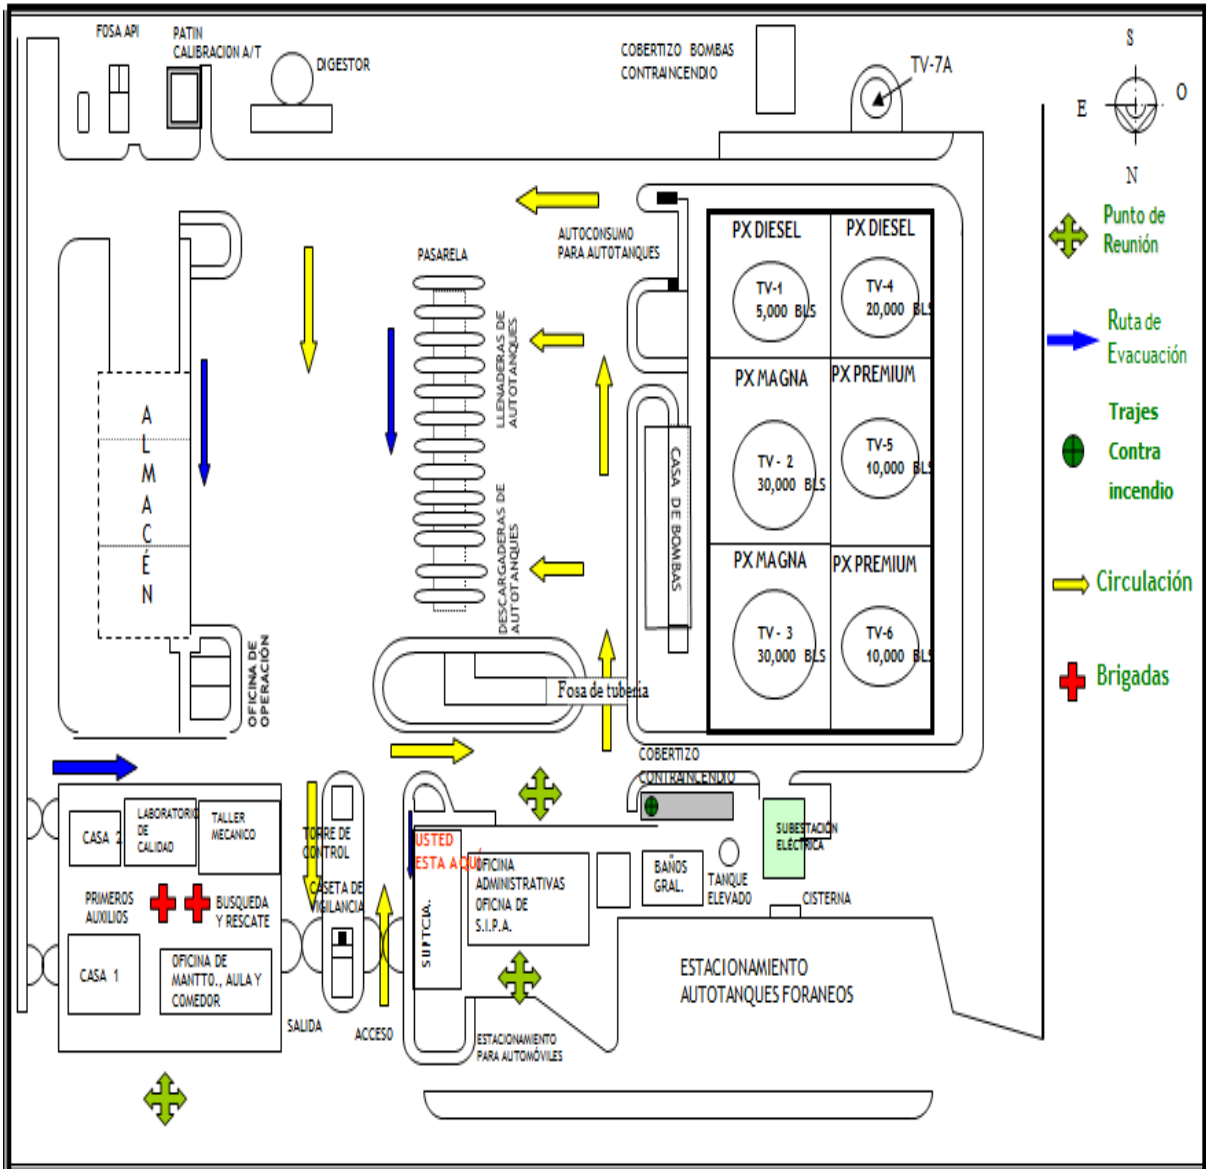 FOSA API
PATIN
CALIBRACION A/T
DIGESTOR
COBERTIZO BOMBAS
CONTRAINCENDIO
TV-7A
S
E
O
N
Punto de
Reunión
Ruta de
Evacuación
Trajes
Contra
incendio
Circulación
Brigadas
AUTOCONSUMO
PARA AUTOTANQUES
PASARELA
LLENADERAS DE
AUTOTANQUES
DESCARGADERAS DE
AUTOTANQUES
PX DIESEL
TV-1
5,000 BLS
PX DIESEL
TV-4
20,000 BLS
PX MAGNA
TV - 2
30,000 BLS
PX PREMIUM
TV-5
10,000 BLS
PX MAGNA
TV - 3
30,000 BLS
PX PREMIUM
TV-6
10,000 BLS
CASA DE BOMBAS
ALMACÉN
OFICINA DE
OPERACIÓN
Fosa de tuberia
COBERTIZO
CONTRAINCENDIO
CASA 2
LABORATORIO
DE
CALIDAD
TALLER
MECANICO
TORRE DE
CONTROL
CASETA DE
VIGILANCIA
USTED
ESTA AQUÍ
OFICINA
ADMINISTRATIVAS
OFICNA DE
S.I.P.A.
SUPTCIA.
BAÑOS
GRAL.
TANQUE
ELEVADO
SUBESTACIÓN
ELÉCTRICA
CISTERNA
PRIMEROS
AUXILIOS
BUSQUEDA
Y RESCATE
CASA 1
OFICINA DE
MANTTO., AULA Y
COMEDOR
SALIDA
ACCESO
ESTACIONAMIENTO
PARA AUTOMÓVILES
ESTACIONAMIENTO
AUTOTANQUES FORANEOS